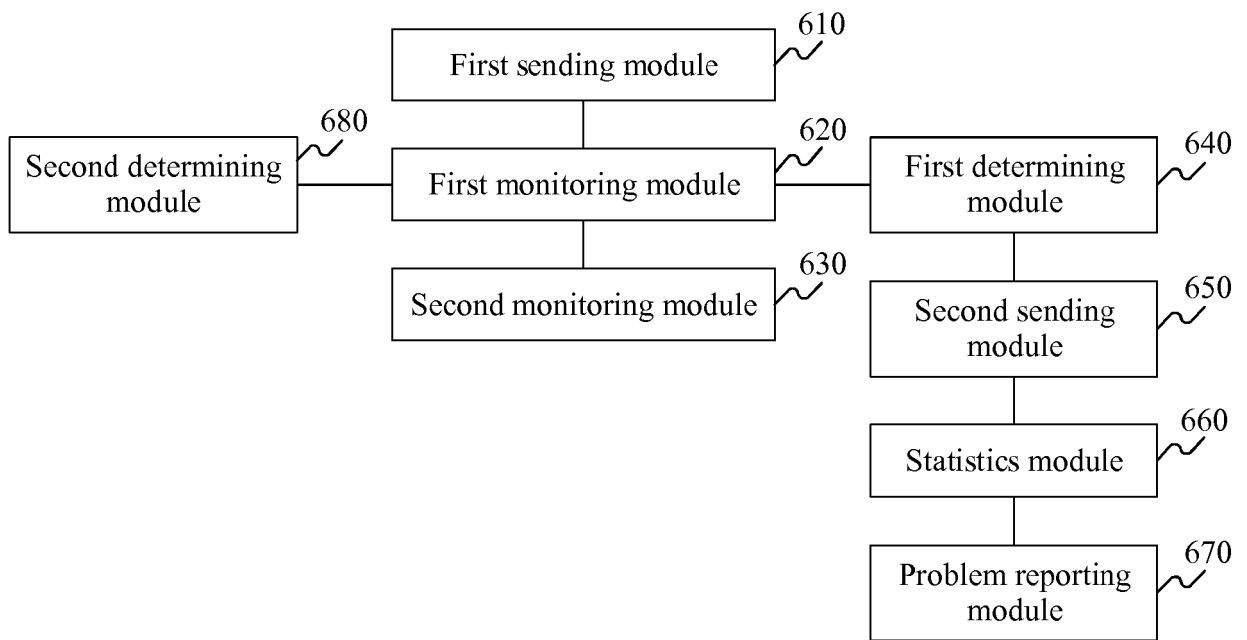 610
First sending module
680
620
640
Second determining
module
First monitoring module
First determining
module
630
Second monitoring module
650
Second sending
module
660
Statistics module
670
Problem reporting
module